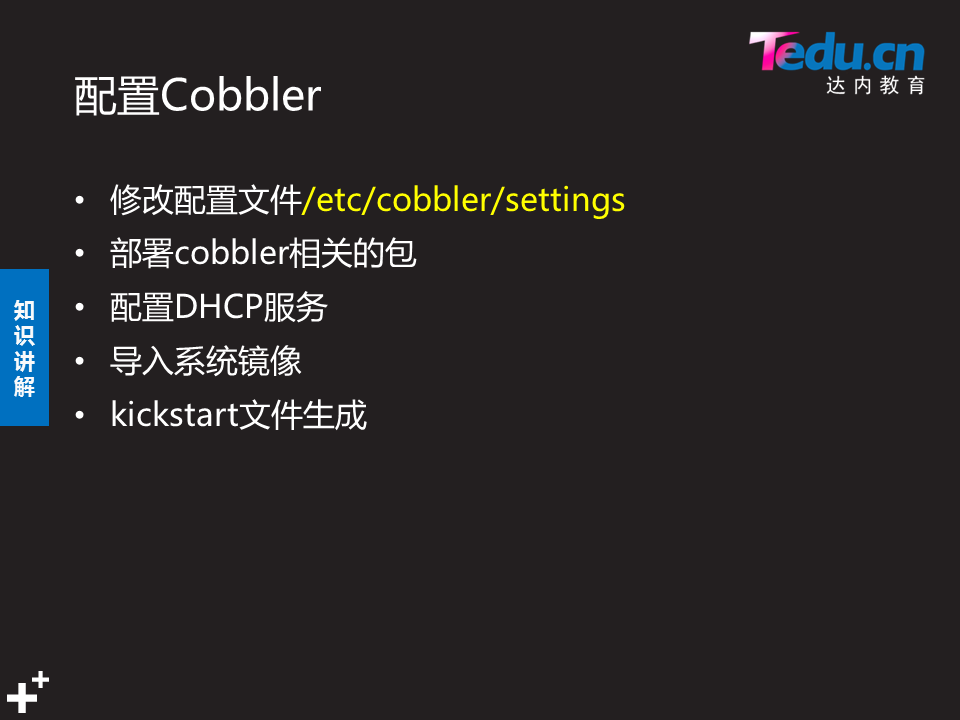 Tedu.cn
达内教育
配置Cobbler
• 修改配置文件/etc/cobbler/settings
• 部署cobbler相关的包
• 配置DHCP服务
• 导入系统镜像
• kickstart文件生成
知识讲解